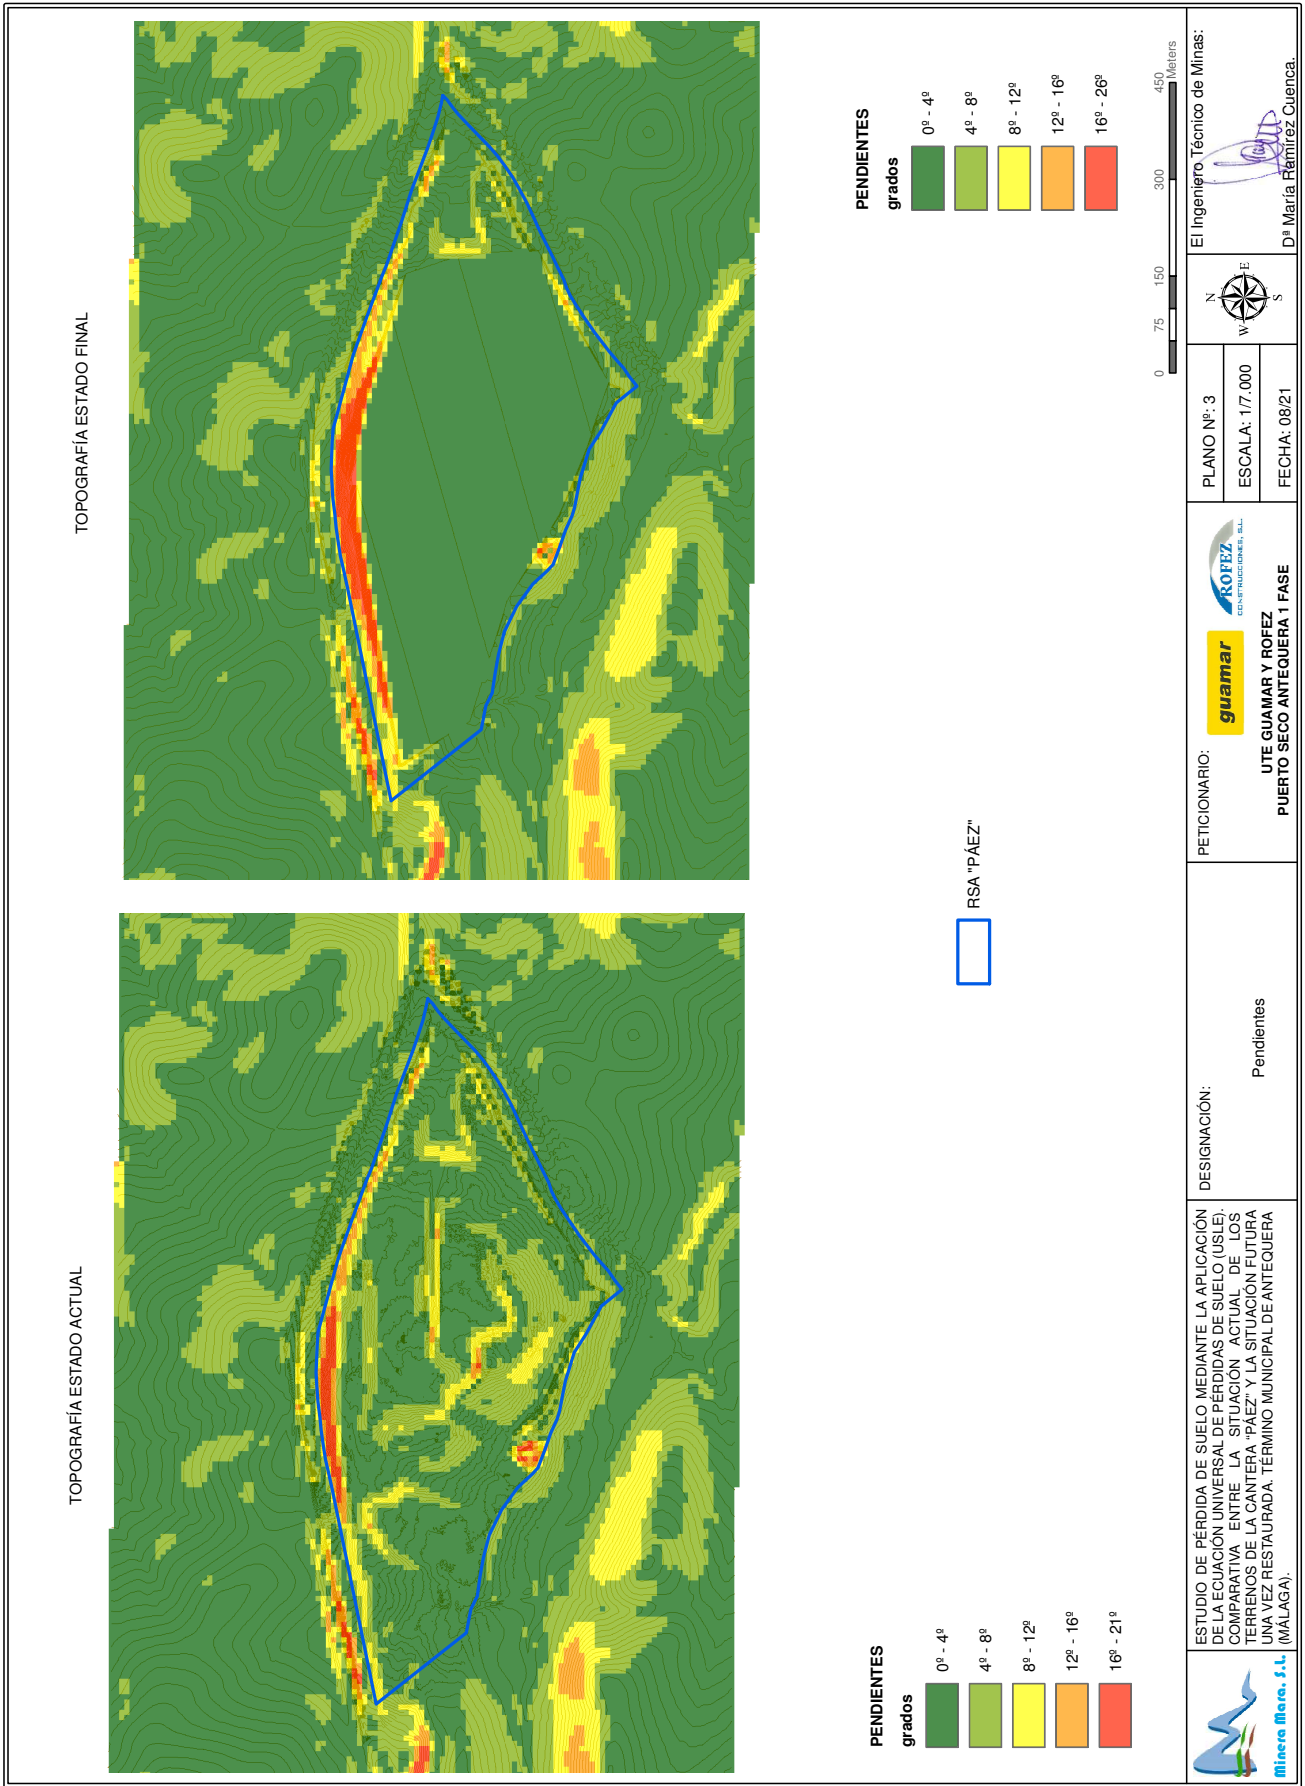 TOPOGRAFÍA ESTADO ACTUAL
TOPOGRAFÍA ESTADO FINAL
PENDIENTES
grados
0º - 4º
4º - 8º
8º - 12º
12º - 16º
16º - 21º
RSA "PÁEZ"
PENDIENTES
grados
0º - 4º
4º - 8º
8º - 12º
12º - 16º
16º - 26º
0 75 150 300 450
Meters
Minera Mara, S.L.
ESTUDIO DE PÉRDIDA DE SUELO MEDIANTE LA APLICACIÓN
DE LA ECUACIÓN UNIVERSAL DE PÉRDIDAS DE SUELO (USLE).
COMPARATIVA ENTRE LA SITUACIÓN ACTUAL DE LOS
TERRENOS DE LA CANTERA "PÁEZ" Y LA SITUACIÓN FUTURA
UNA VEZ RESTAURADA. TÉRMINO MUNICIPAL DE ANTEQUERA
(MÁLAGA).
DESIGNACIÓN:
Pendientes
PETICIONARIO:
guamar
ROFEZ
CONSTRUCCIONES, S.L.
UTE GUAMAR Y ROFEZ
PUERTO SECO ANTEQUERA 1 FASE
PLANO Nº: 3
ESCALA: 1/7.000
FECHA: 08/21
N
W
E
S
El Ingeniero Técnico de Minas:
Dª María Ramírez Cuenca.